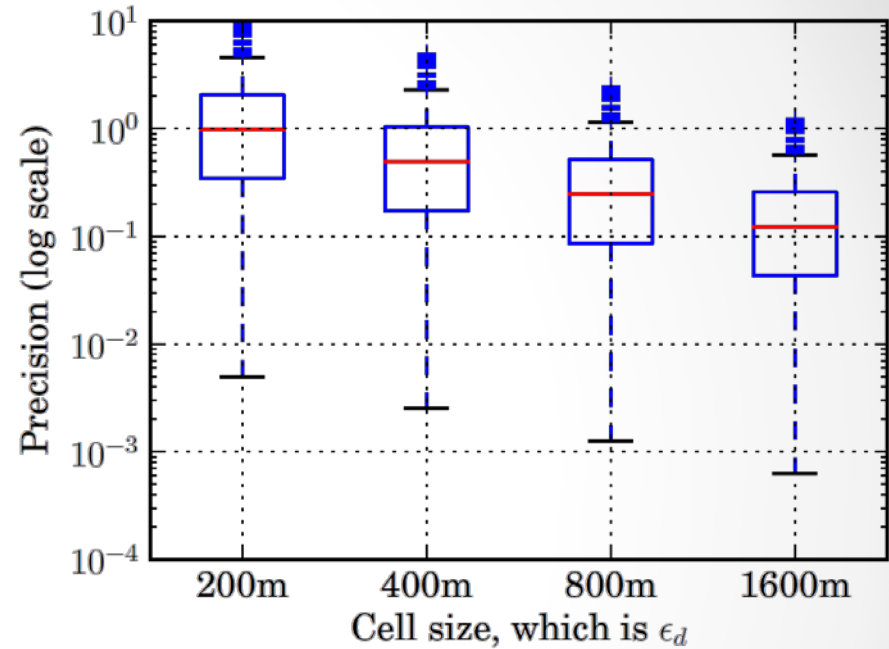 10^1
10^0
10^{-1}
10^{-2}
10^{-3}
10^{-4}
Precision (log scale)
200m 400m 800m 1600m
Cell size, which is ϵ_d